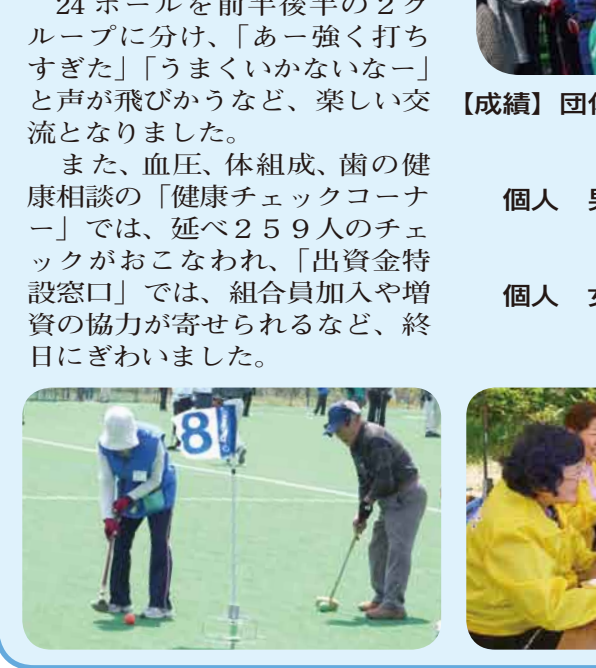 24 ホールを前半後半の２グ
ループに分け、「あー強く打ち
すぎた」「うまくいかないなー」
と声が飛びかうなど、楽しい交
流となりました。
また、血圧、体組成、歯の健
康相談の「健康チェックコーナ
ー」では、延べ２５９人のチェ
ックがおこなわれ、「出資金特
設窓口」では、組合員加入や増
資の協力が寄せられるなど、終
日にぎわいました。
【成績】団体
個人　男
個人　女
8